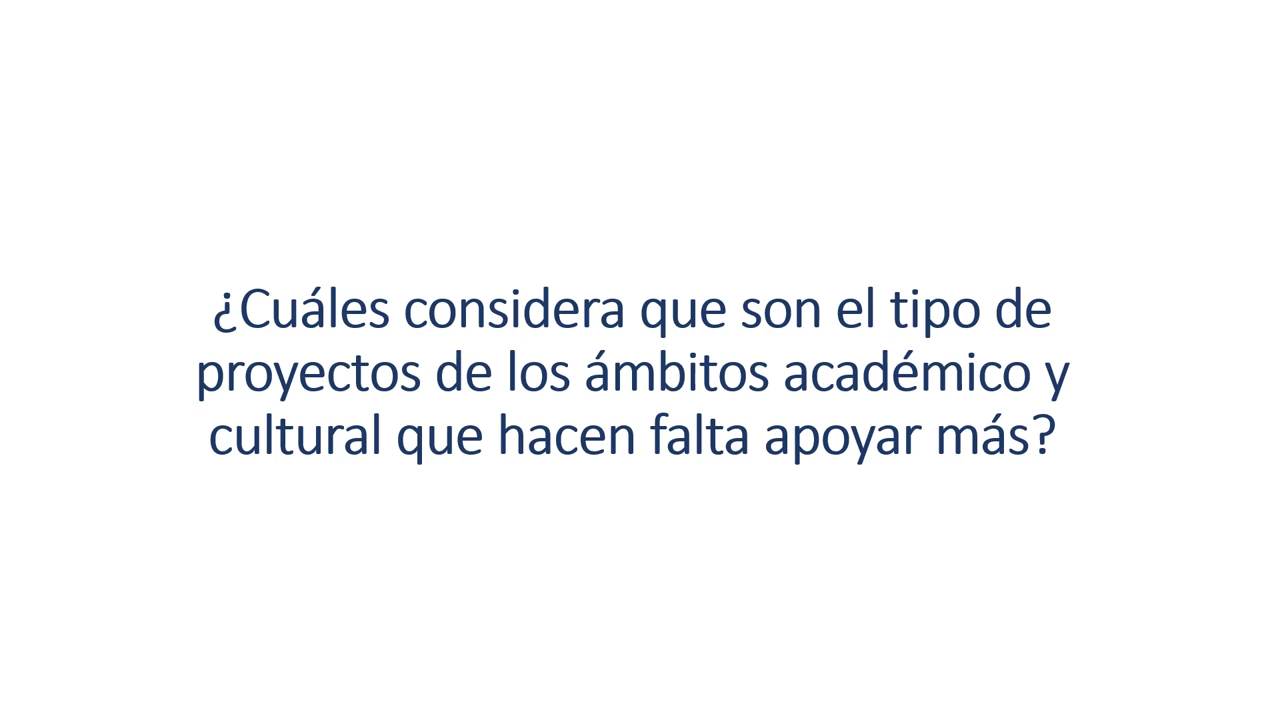 ¿Cuáles considera que son el tipo de
proyectos de los ámbitos académico y
cultural que hacen falta apoyar más?